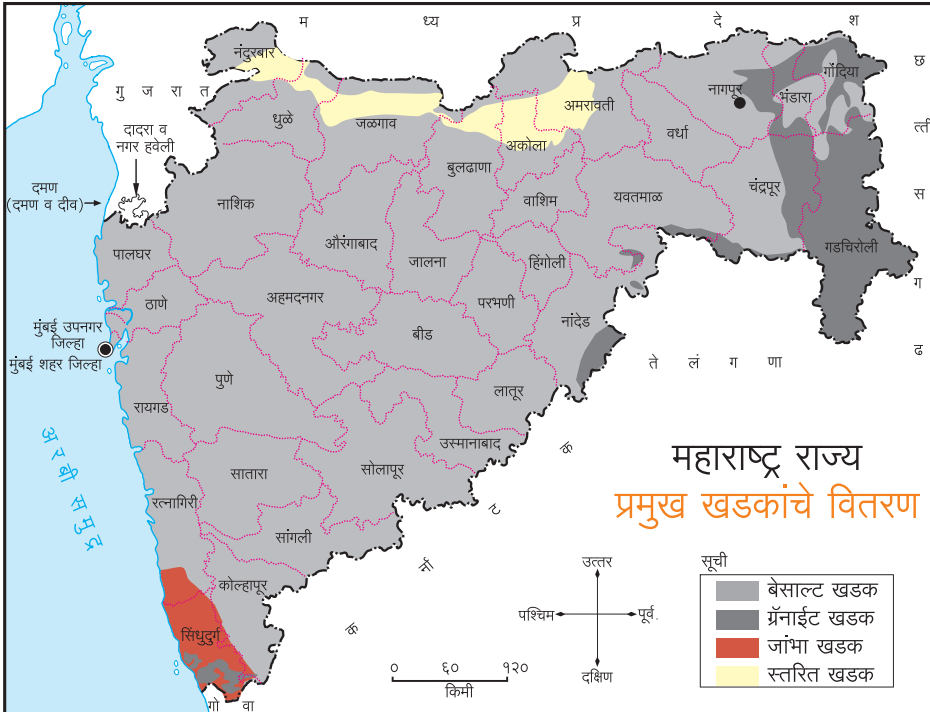 म ध्य प्र दे श
छ त्ती स ग ढ
गु ज रा त
ते लं ग णा
क र्ना ट क
गो वा
अ र बी स मु द्र
दादरा व
नगर हवेली
दमण
(दमण व दीव)
नंदुरबार
धुळे
जळगाव
बुलढाणा
अकोला
अमरावती
वर्धा
नागपूर
भंडारा
गोंदिया
नाशिक
औरंगाबाद
जालना
वाशिम
हिंगोली
यवतमाळ
चंद्रपूर
गडचिरोली
पालघर
ठाणे
मुंबई उपनगर
जिल्हा
मुंबई शहर जिल्हा
अहमदनगर
बीड
परभणी
नांदेड
रायगड
पुणे
लातूर
उस्मानाबाद
सोलापूर
सातारा
रत्नागिरी
सांगली
कोल्हापूर
सिंधुदुर्ग
महाराष्ट्र राज्य
प्रमुख खडकांचे वितरण
उत्तर
पश्चिम
पूर्व.
दक्षिण
० ६० १२०
किमी
सूची
बेसाल्ट खडक
ग्रॅनाईट खडक
जांभा खडक
स्तरित खडक